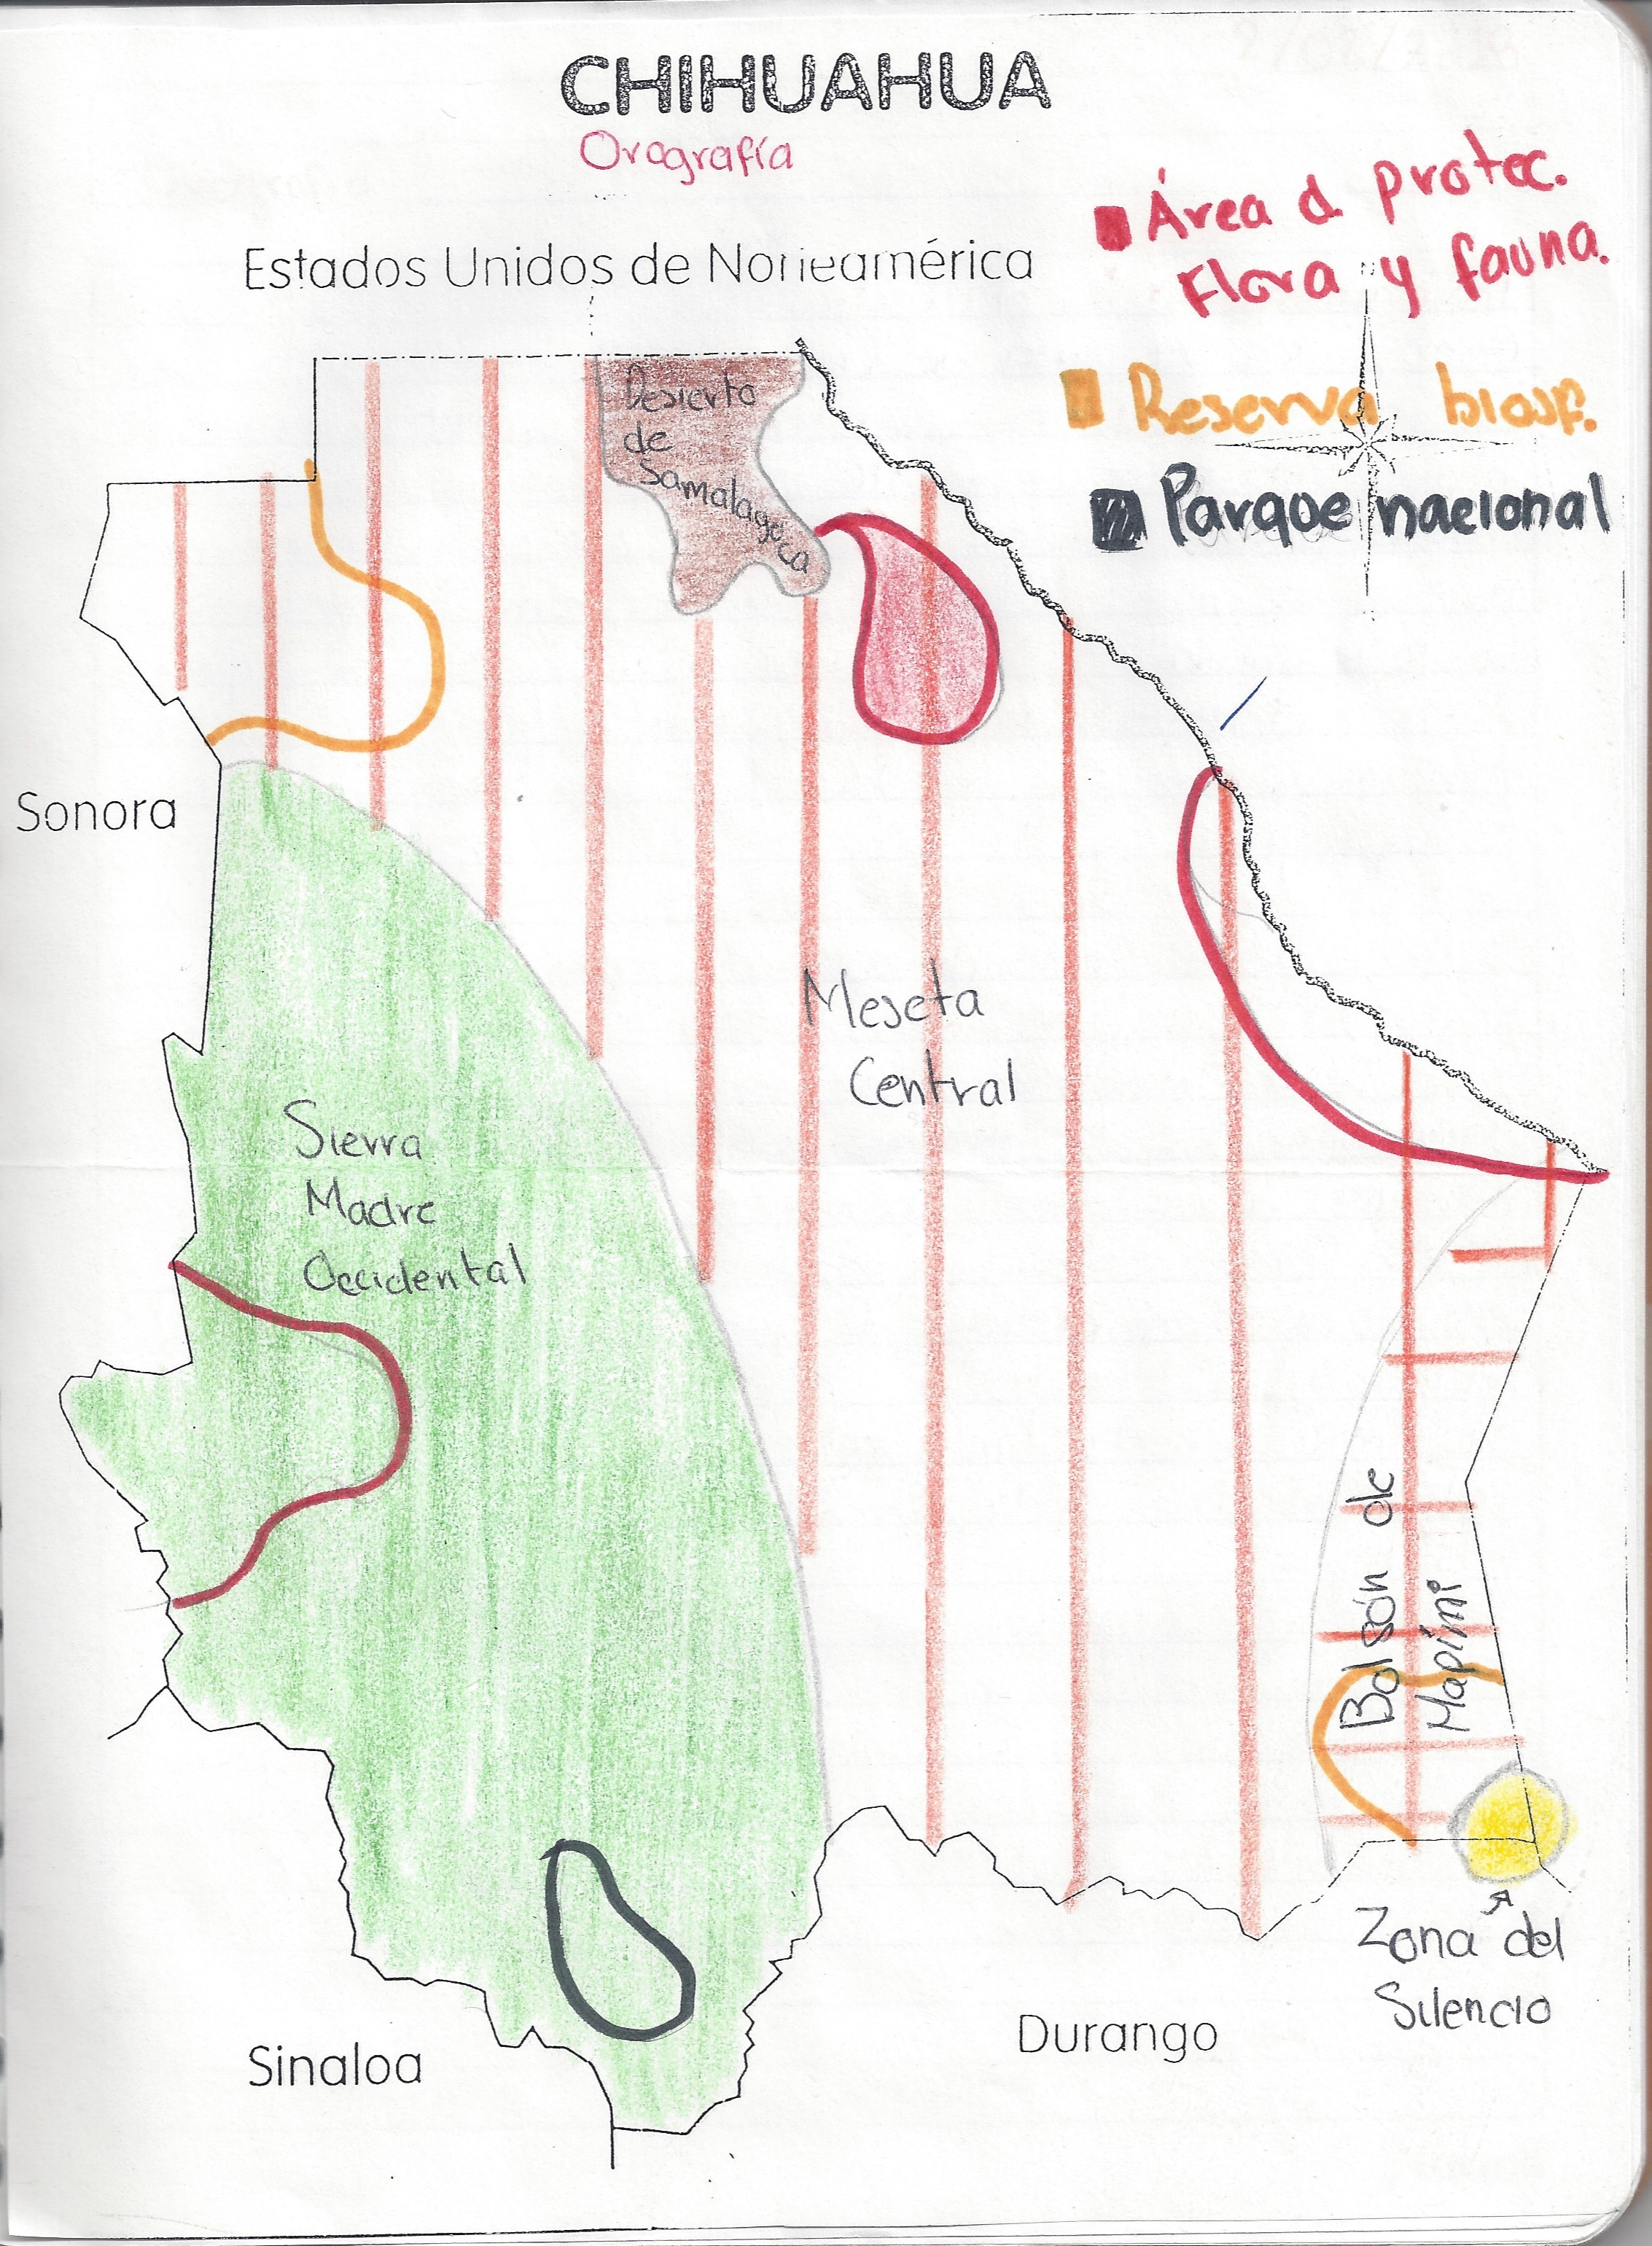 CHIHUAHUA
Orografía
Área d protec.
Flora y fauna.
Estados Unidos de Norteamérica
Reserva biosf.
Parque nacional
Desierto
de
Samalayuca
Sonora
Meseta
Central
Sierra
Madre
Occidental
Bolsón de
Mapimi
Zona del
Silencio
Durango
Sinaloa